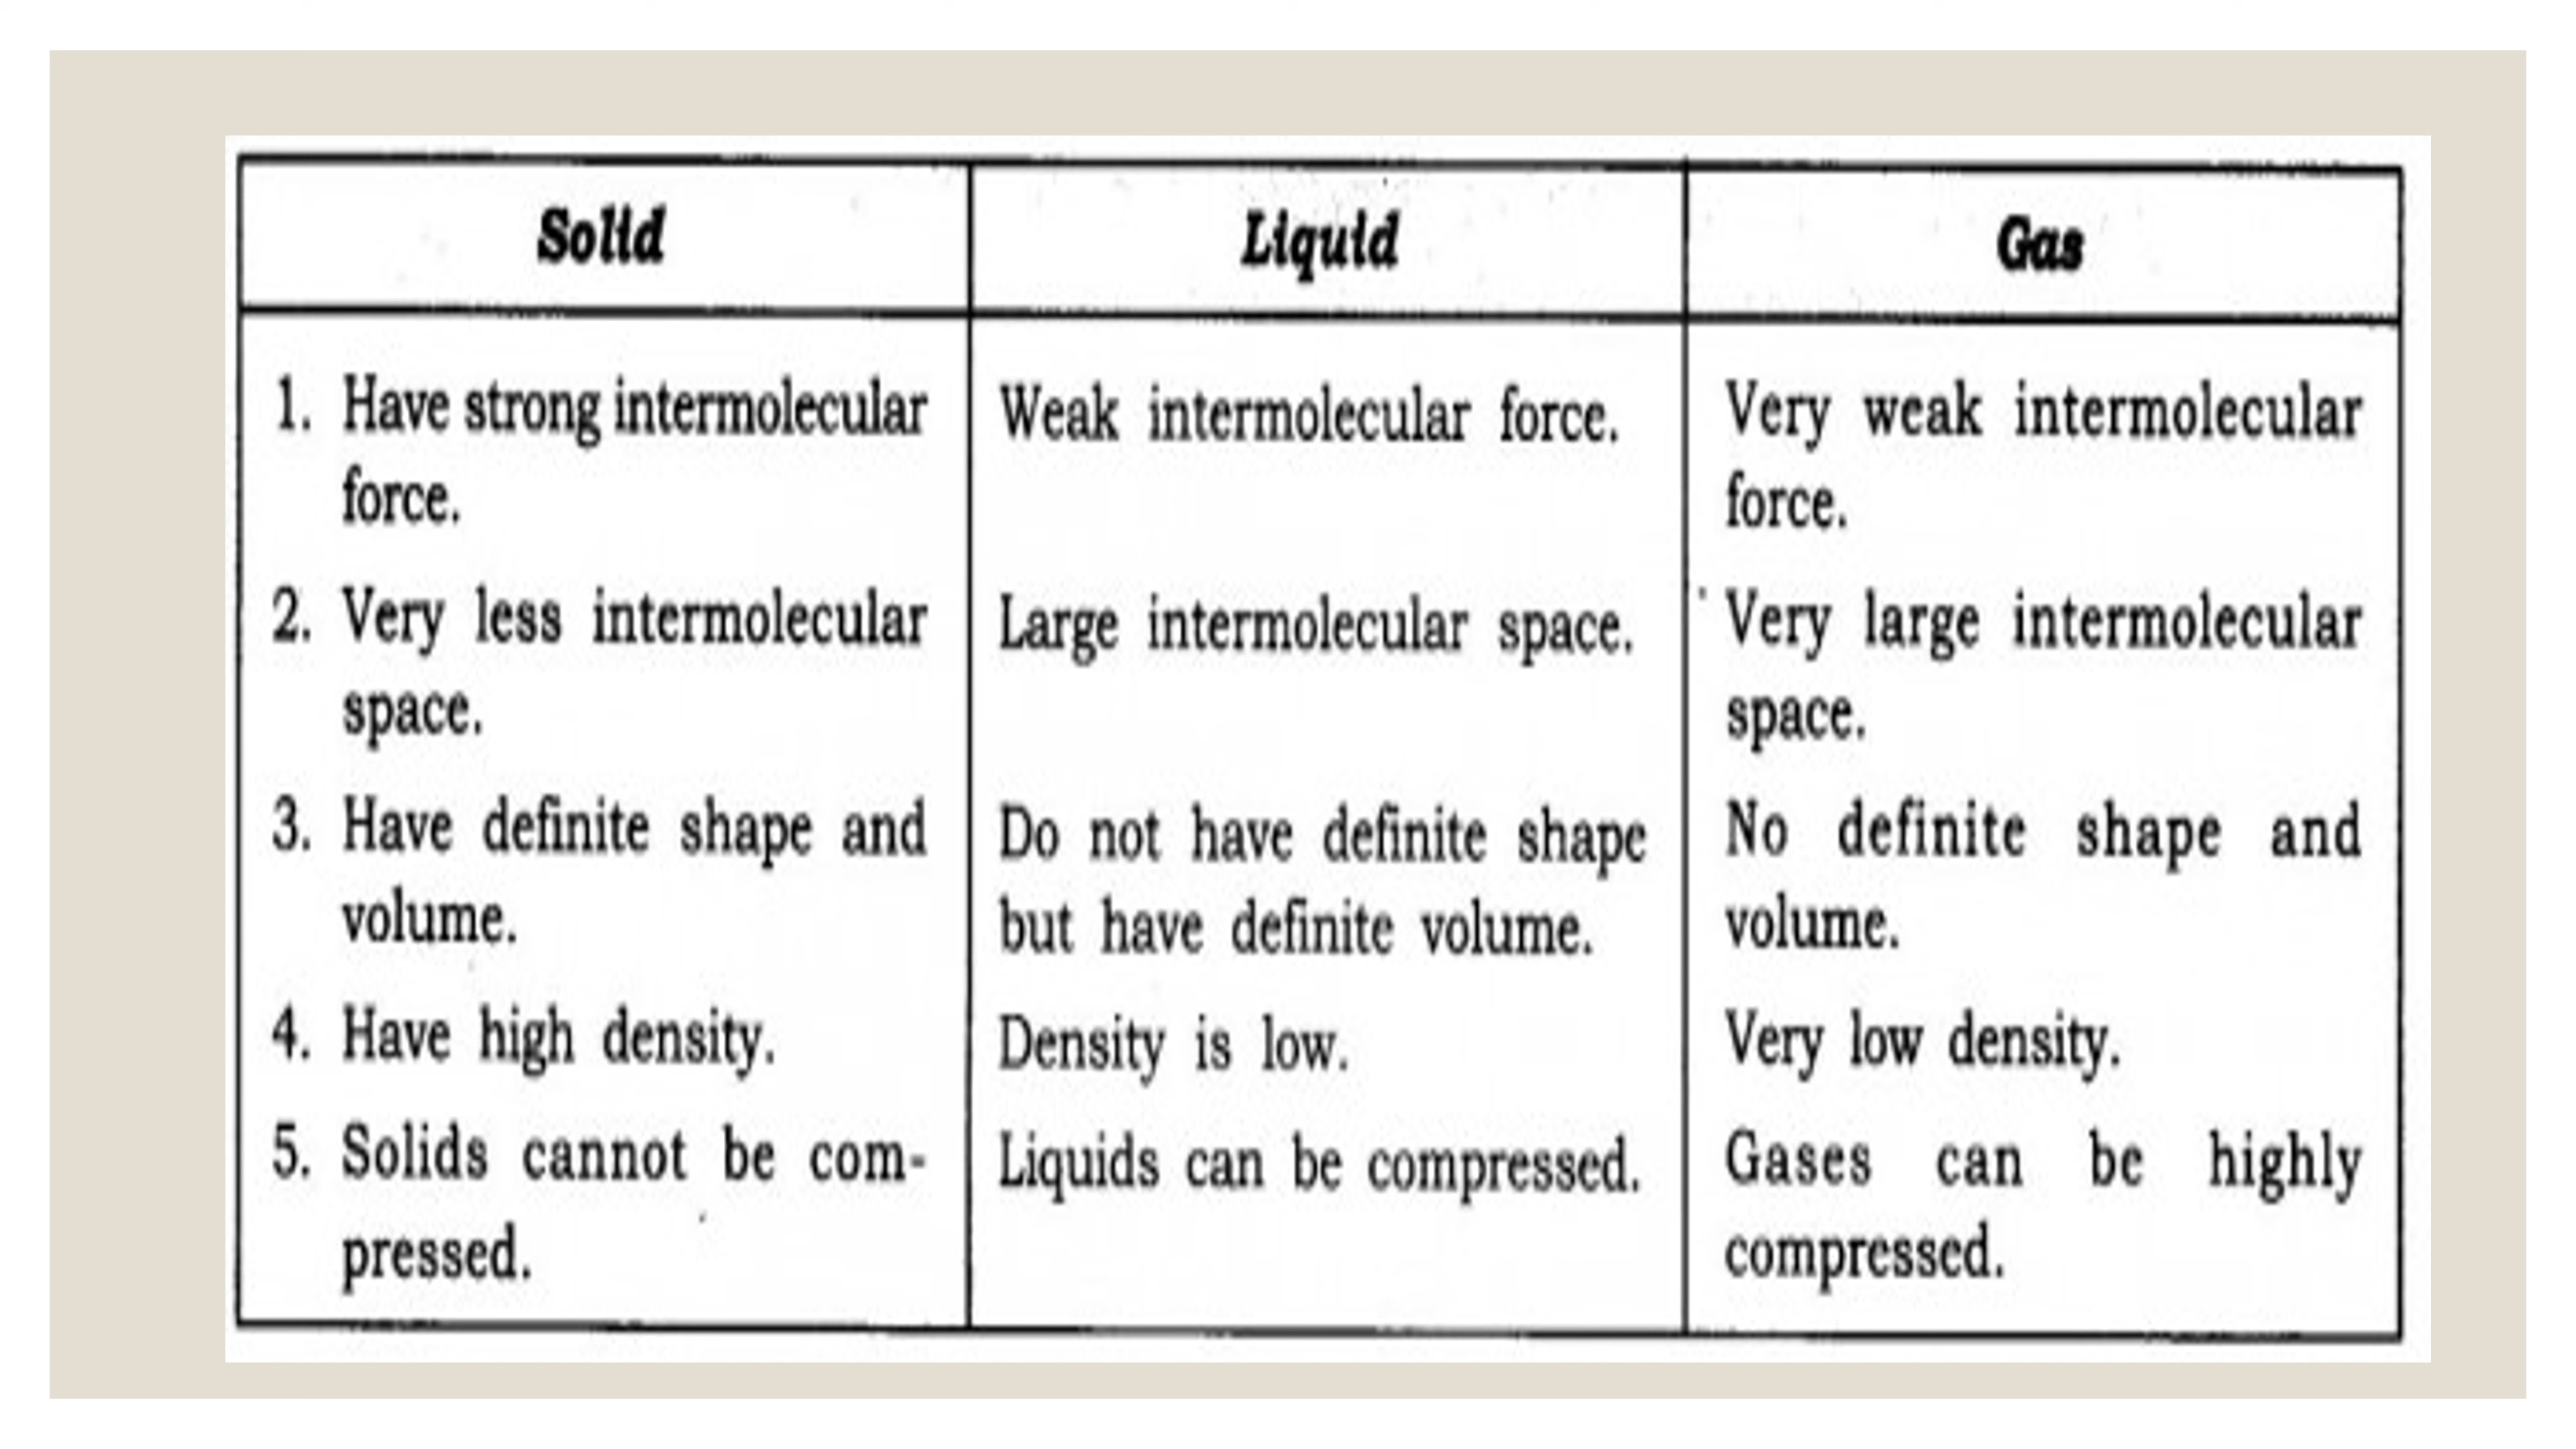 Solid Liquid Gas
1. Have strong intermolecular
force.
Weak intermolecular force.
Very weak intermolecular
force.
2. Very less intermolecular
space.
Large intermolecular space.
Very large intermolecular
space.
3. Have definite shape and
volume.
Do not have definite shape
but have definite volume.
No definite shape and
volume.
4. Have high density.
Density is low.
Very low density.
5. Solids cannot be com-
pressed.
Liquids can be compressed.
Gases can be highly
compressed.